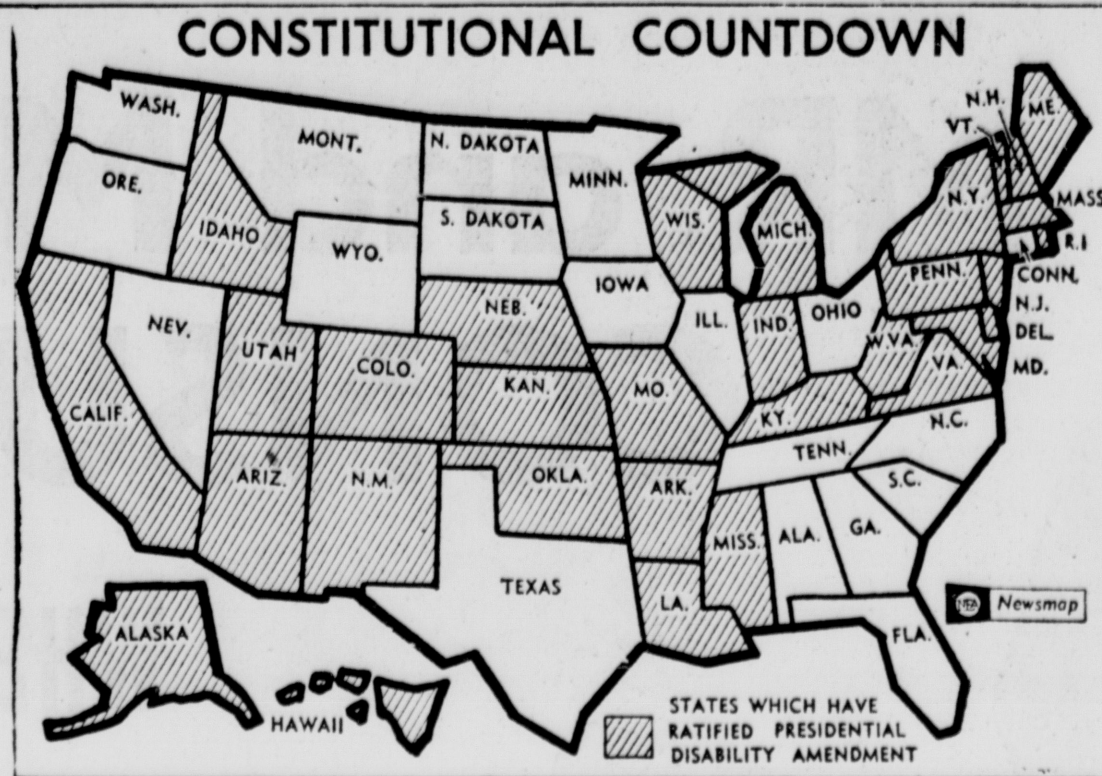 CONSTITUTIONAL COUNTDOWN
WASH.
MONT.
N. DAKOTA
MINN.
N.H.
VT.
ME.
ORE.
IDAHO
WYO.
S. DAKOTA
WIS.
MICH.
N.Y.
MASS
R.I
CONN.
NEV.
UTAH
COLO.
NEB.
IOWA
ILL.
IND.
OHIO
PENN.
N.J.
DEL.
MD.
W.VA.
VA.
CALIF.
KAN.
MO.
KY.
ARIZ.
N.M.
OKLA.
ARK.
TENN.
N.C.
S.C.
MISS.
ALA.
GA.
TEXAS
LA.
FLA.
NEA Newsmap
ALASKA
HAWAII
STATES WHICH HAVE
RATIFIED PRESIDENTIAL
DISABILITY AMENDMENT